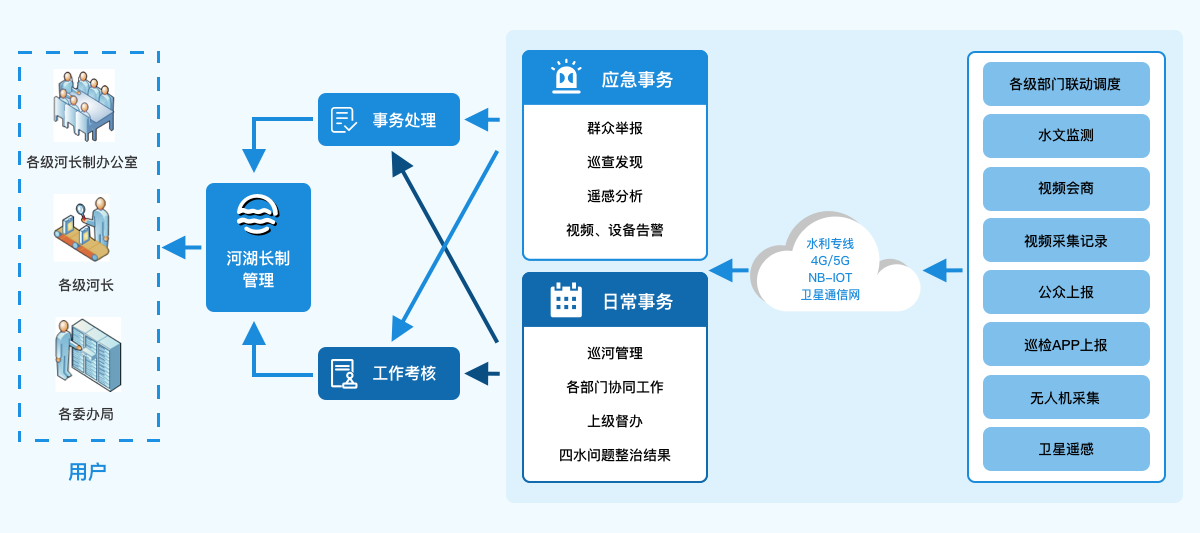 各级河长制办公室
各级河长
各委办局
用户
河湖长制
管理
事务处理
工作考核
应急事务
群众举报
巡查发现
遥感分析
视频、设备告警
日常事务
巡河管理
各部门协同工作
上级督办
四水问题整治结果
水利专线
4G/5G
NB-IOT
卫星通信网
各级部门联动调度
水文监测
视频会商
视频采集记录
公众上报
巡检APP上报
无人机采集
卫星遥感